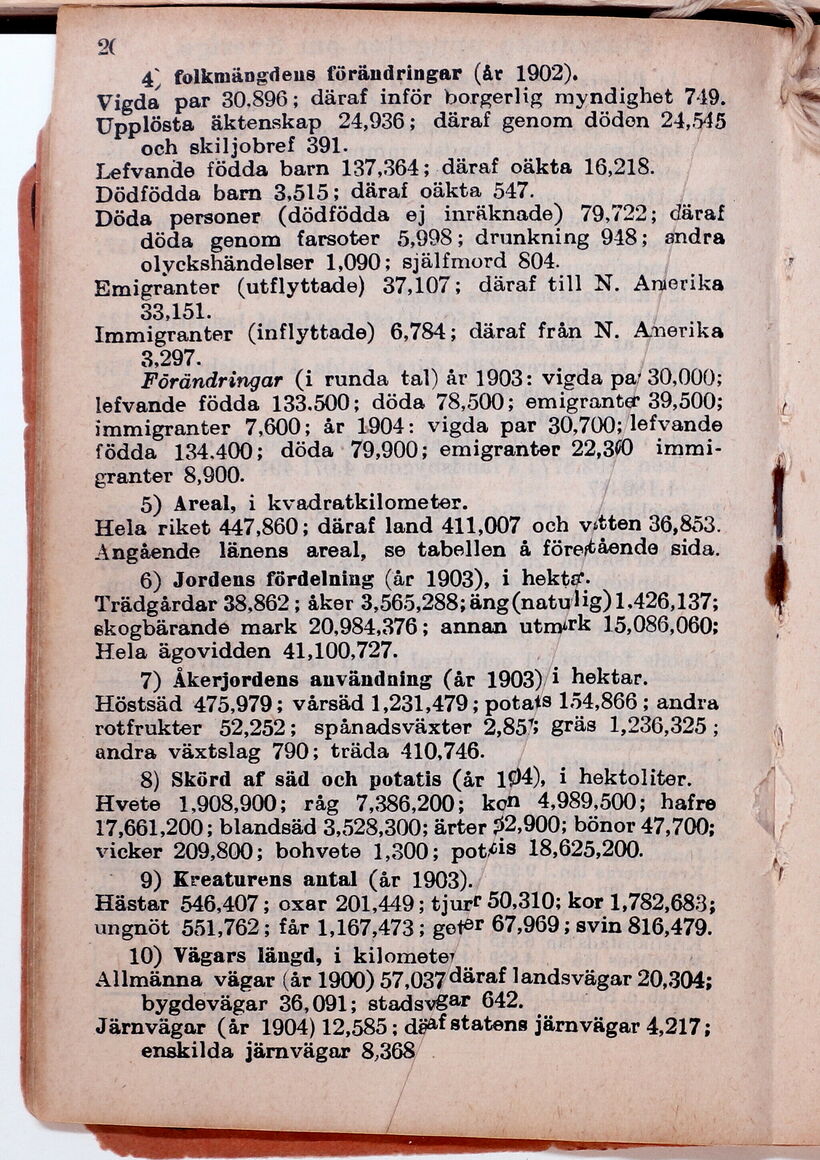 20
4) folkmängdens förändringar (år 1902).
Vigda par 30,896; däraf inför borgerlig myndighet 749.
Upplösta äktenskap 24,936; däraf genom döden 24,545
och skiljobref 391.
Lefvande födda barn 137,364; däraf oäkta 16,218.
Dödfödda barn 3,515; däraf oäkta 547.
Döda personer (dödfödda ej inräknade) 79,722; däraf
döda genom farsoter 5,998; drunkning 948; andra
olyckshändelser 1,090; själfmord 804.
Emigranter (utflyttade) 37,107; däraf till N. Amerika
33,151.
Immigranter (inflyttade) 6,784; däraf från N. Amerika
3,297.
Förändringar (i runda tal) år 1903: vigda par 30,000;
lefvande födda 133.500; döda 78,500; emigranter 39,500;
immigranter 7,600; år 1904: vigda par 30,700; lefvande
födda 134.400; döda 79,900; emigranter 22,300 immi-
granter 8,900.
5) Areal, i kvadratkilometer.
Hela riket 447,860; däraf land 411,007 och vatten 36,853.
Angående länens areal, se tabellen å förestående sida.
6) Jordens fördelning (år 1903), i hektar.
Trädgårdar 38,862; åker 3,565,288; äng (naturlig) 1.426,137;
skogbärande mark 20,984,376; annan utmark 15,086,060;
Hela ägovidden 41,100,727.
7) Åkerjordens användning (år 1903) i hektar.
Höstsäd 475,979; vårsäd 1,231,479; potatis 154,866; andra
rotfrukter 52,252; spånadsväxter gräs 1,236,325;
andra växtslag 790; träda 410,746.
8) Skörd af säd och potatis (år 1904), i hektoliter.
Hvete 1,908,900; råg 7,386,200; korn 4,989,500; hafre
17,661,200; blandsäd 3,528,300; ärter bönor 47,700;
vicker 209,800; bohvete 1,300; potatis 18,625,200.
9) Kreaturens antal (år 1903).
Hästar 546,407; oxar 201,449; tjurar 50,310; kor 1,782,683;
ungnöt 551,762; får 1,167,473; getter 67,969; svin 816,479.
10) Vägars längd, i kilometer
Allmänna vägar (år 1900) 57,037 däraf landsvägar 20,304;
bygdevägar 36,091; stadsvägar 642.
Järnvägar (år 1904) 12,585; däraf statens järnvägar 4,217;
enskilda järnvägar 8,368